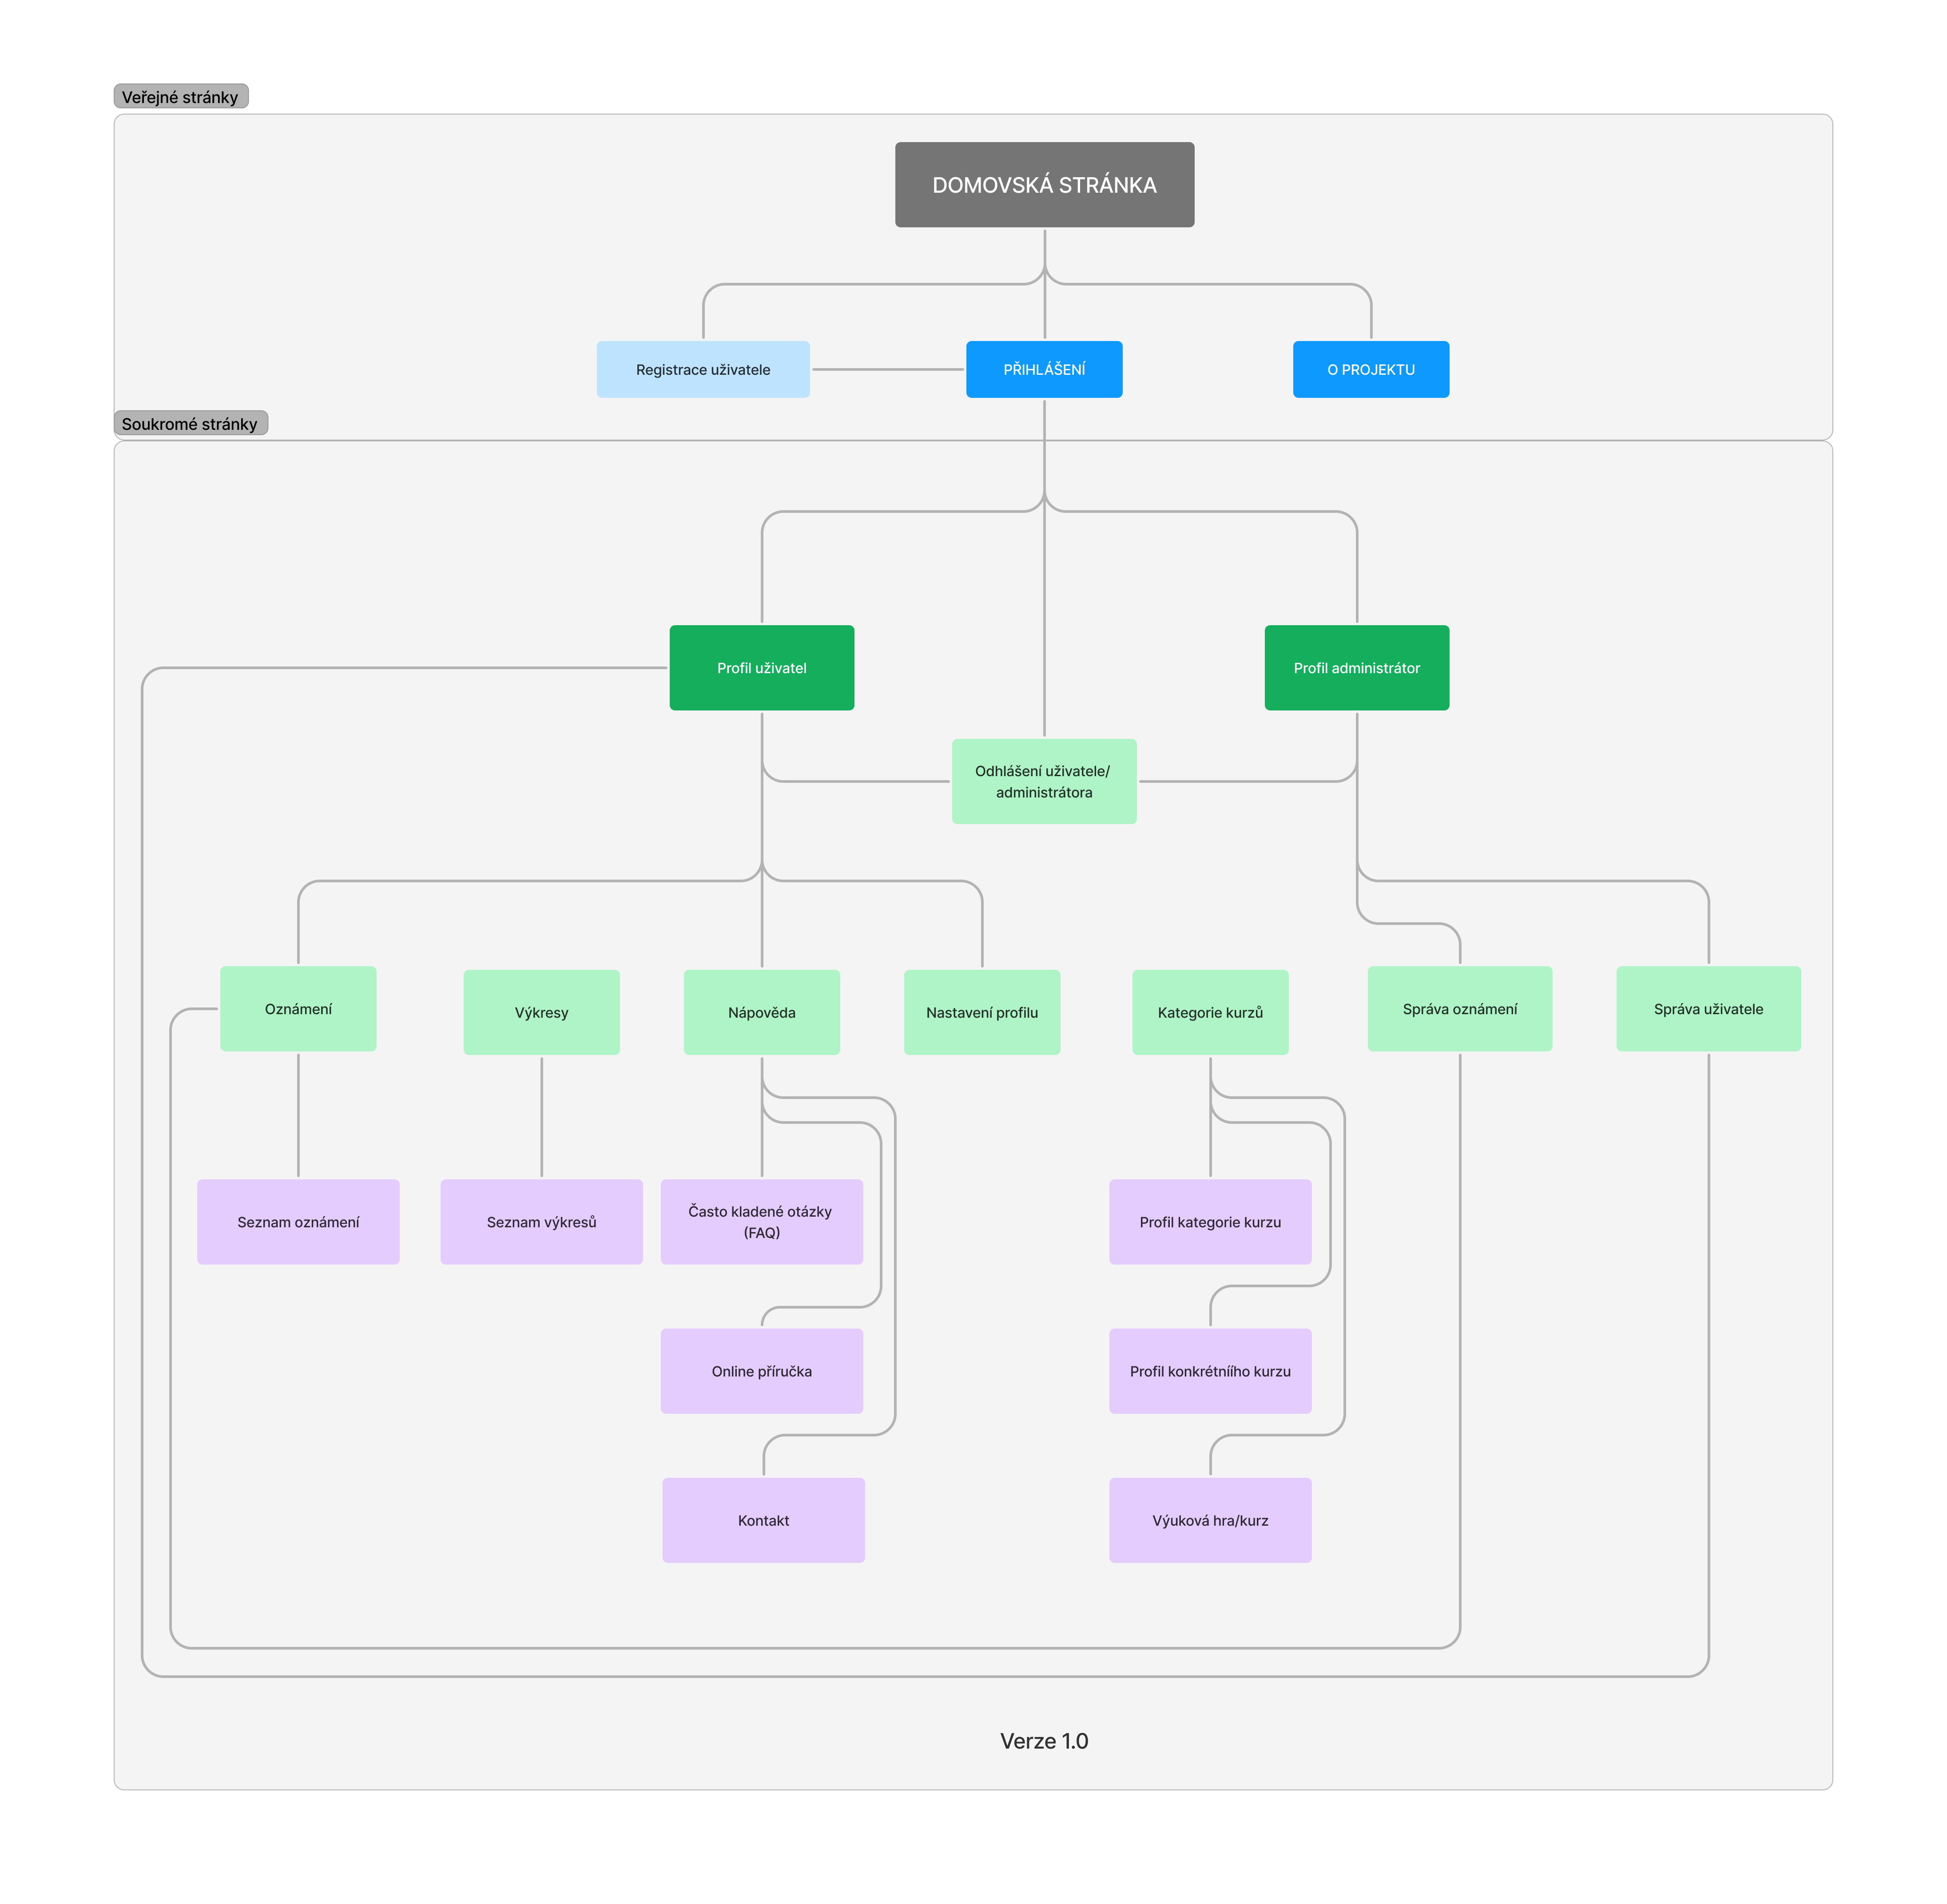 Veřejné stránky
DOMOVSKÁ STRÁNKA
Registrace uživatele
PŘIHLÁŠENÍ
O PROJEKTU
Soukromé stránky
Profil uživatel
Profil administrátor
Odhlášení uživatele/
administrátora
Oznámení
Výkresy
Nápověda
Nastavení profilu
Kategorie kurzů
Správa oznámení
Správa uživatele
Seznam oznámení
Seznam výkresů
Často kladené otázky
(FAQ)
Profil kategorie kurzu
Online příručka
Profil konkrétníího kurzu
Kontakt
Výuková hra/kurz
Verze 1.0